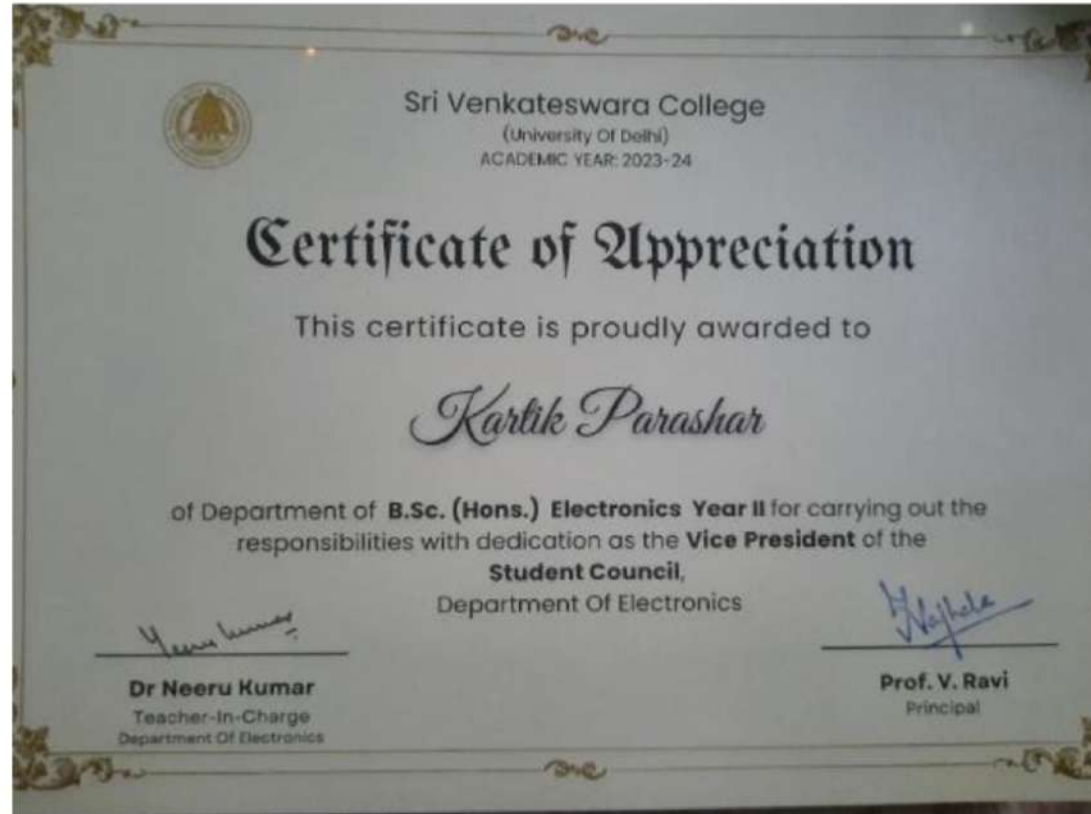 Sri Venkateswara College
(University Of Delhi)
ACADEMIC YEAR: 2023-24
Certificate of Appreciation
This certificate is proudly awarded to
Kartik Parashar
of Department of B.Sc. (Hons.) Electronics Year II for carrying out the
responsibilities with dedication as the Vice President of the
Student Council,
Department Of Electronics
Neeru Kumar
Dr Neeru Kumar
Teacher-In-Charge
Department Of Electronics
Prof. V. Ravi
Principal